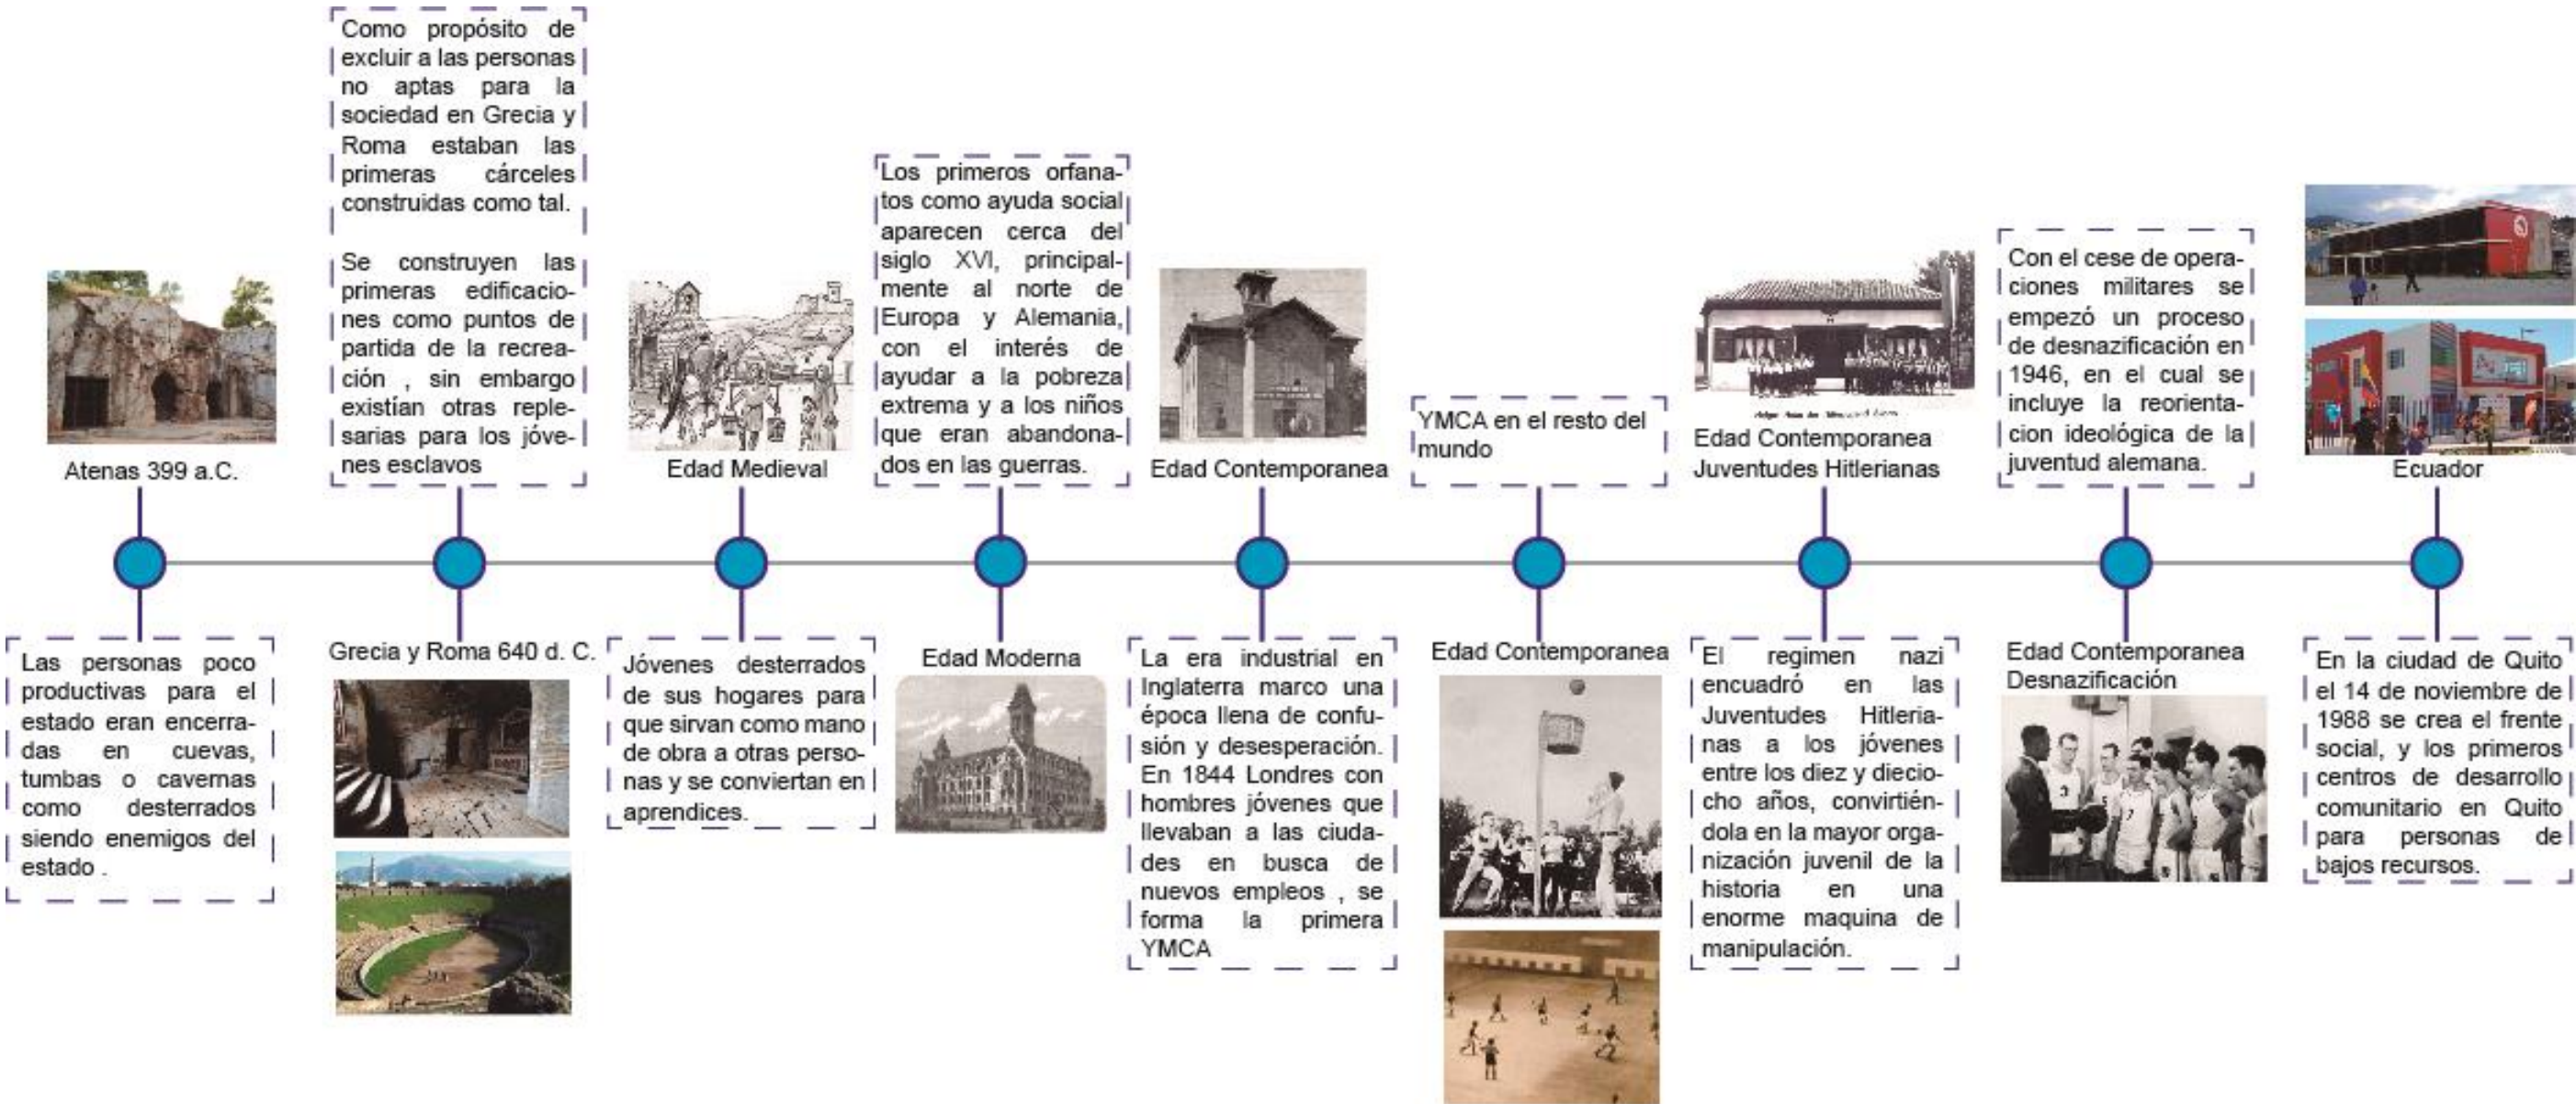 Atenas 399 a.C.
Las personas poco
productivas para el
estado eran encerra-
das en cuevas,
tumbas o cavernas
como desterrados
siendo enemigos del
estado .
Como propósito de
excluir a las personas
no aptas para la
sociedad en Grecia y
Roma estaban las
primeras cárceles
construidas como tal.
Se construyen las
primeras edificacio-
nes como puntos de
partida de la recrea-
ción , sin embargo
existían otras reple-
sarias para los jóve-
nes esclavos
Grecia y Roma 640 d. C.
Edad Medieval
Jóvenes desterrados
de sus hogares para
que sirvan como mano
de obra a otras perso-
nas y se conviertan en
aprendices.
Los primeros orfana-
tos como ayuda social
aparecen cerca del
siglo XVI, principal-
mente al norte de
Europa y Alemania,
con el interés de
ayudar a la pobreza
extrema y a los niños
que eran abandona-
dos en las guerras.
Edad Moderna
Edad Contemporanea
La era industrial en
Inglaterra marco una
época llena de confu-
sión y desesperación.
En 1844 Londres con
hombres jóvenes que
llevaban a las ciuda-
des en busca de
nuevos empleos , se
forma la primera
YMCA
YMCA en el resto del
mundo
Edad Contemporanea
Edad Contemporanea
Juventudes Hitlerianas
El regimen nazi
encuadró en las
Juventudes Hitleria-
nas a los jóvenes
entre los diez y diecio-
cho años, convirtién-
dola en la mayor orga-
nización juvenil de la
historia en una
enorme maquina de
manipulación.
Con el cese de opera-
ciones militares se
empezó un proceso
de desnazificación en
1946, en el cual se
incluye la reorienta-
cion ideológica de la
juventud alemana.
Edad Contemporanea
Desnazificación
Ecuador
En la ciudad de Quito
el 14 de noviembre de
1988 se crea el frente
social, y los primeros
centros de desarrollo
comunitario en Quito
para personas de
bajos recursos.